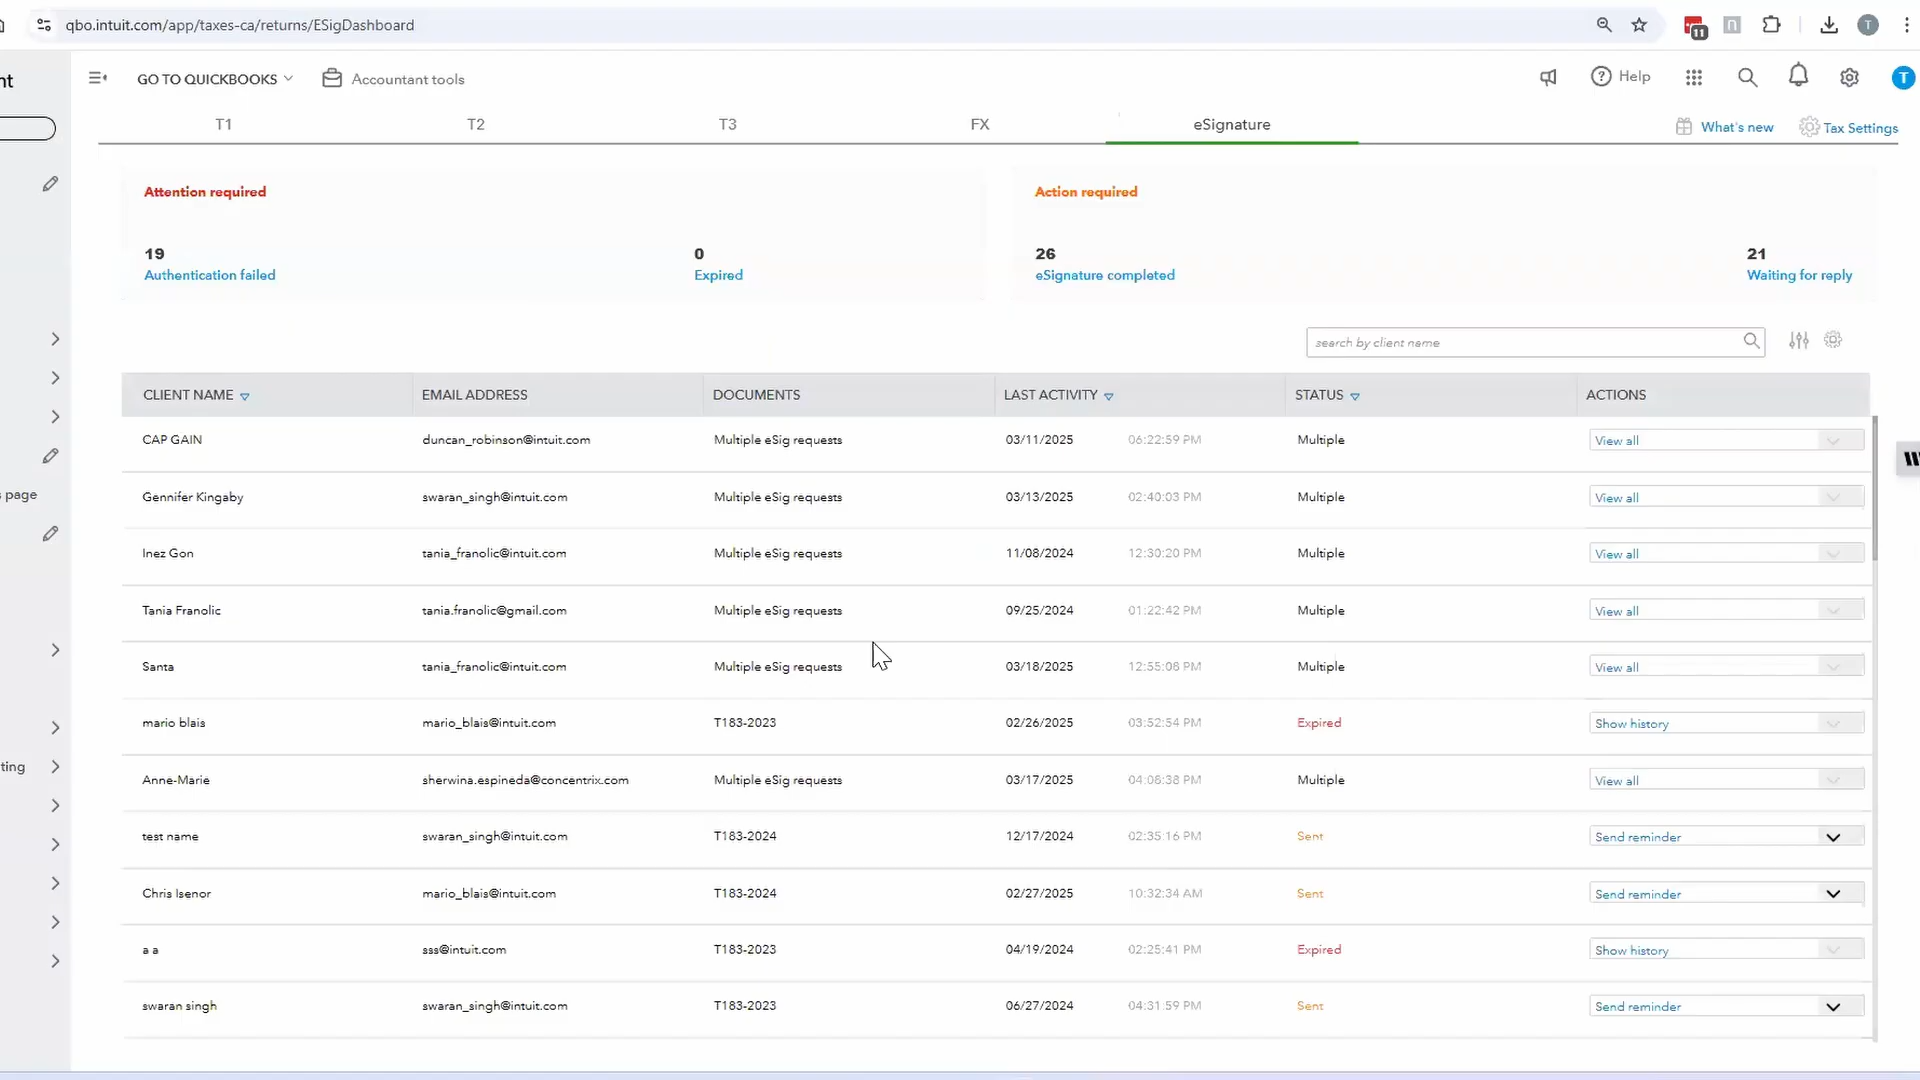 qbo.intuit.com/app/taxes-ca/returns/ESigDashboard
11
n
T
nt
GO TO QUICKBOOKS
Accountant tools
Help
T
T1 T2 T3 FX eSignature
What's new
Tax Settings
Attention required
19
Authentication failed
0
Expired
Action required
26
eSignature completed
21
Waiting for reply
search by client name
CLIENT NAME EMAIL ADDRESS DOCUMENTS LAST ACTIVITY STATUS ACTIONS
CAP GAIN duncan_robinson@intuit.com Multiple eSig requests 03/11/2025 06:22:59 PM Multiple View all
Gennifer Kingaby swaran_singh@intuit.com Multiple eSig requests 03/13/2025 02:40:03 PM Multiple View all
s page
Inez Gon tania_franolic@intuit.com Multiple eSig requests 11/08/2024 12:30:20 PM Multiple View all
Tania Franolic tania.franolic@gmail.com Multiple eSig requests 09/25/2024 01:22:42 PM Multiple View all
Santa tania_franolic@intuit.com Multiple eSig requests 03/18/2025 12:55:08 PM Multiple View all
mario blais mario_blais@intuit.com T183-2023 02/26/2025 03:52:54 PM Expired Show history
ting
Anne-Marie sherwina.espineda@concentrix.com Multiple eSig requests 03/17/2025 04:08:38 PM Multiple View all
test name swaran_singh@intuit.com T183-2024 12/17/2024 02:35:16 PM Sent Send reminder
Chris Isenor mario_blais@intuit.com T183-2024 02/27/2025 10:32:34 AM Sent Send reminder
a a sss@intuit.com T183-2023 04/19/2024 02:25:41 PM Expired Show history
swaran singh swaran_singh@intuit.com T183-2023 06/27/2024 04:31:59 PM Sent Send reminder